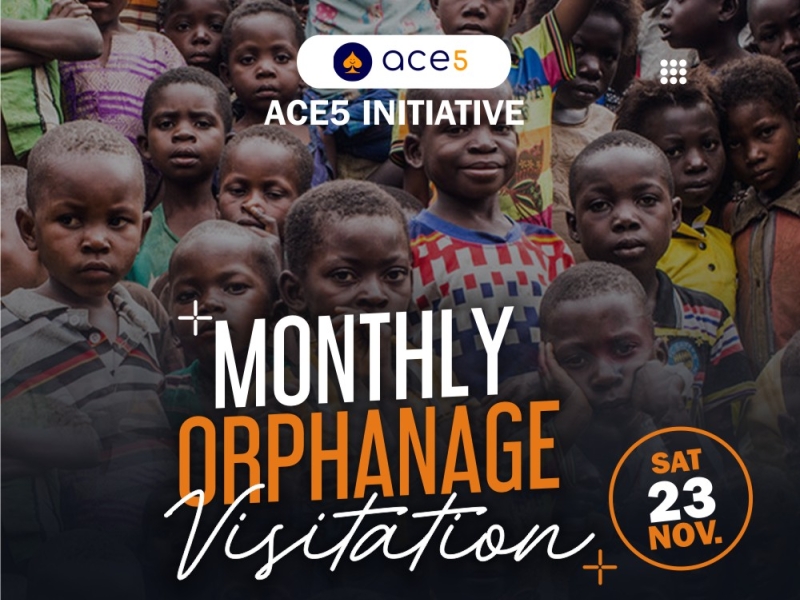 ace5
ACE5 INITIATIVE
MONTHLY
ORPHANAGE
Visitation
SAT
23
NOV.